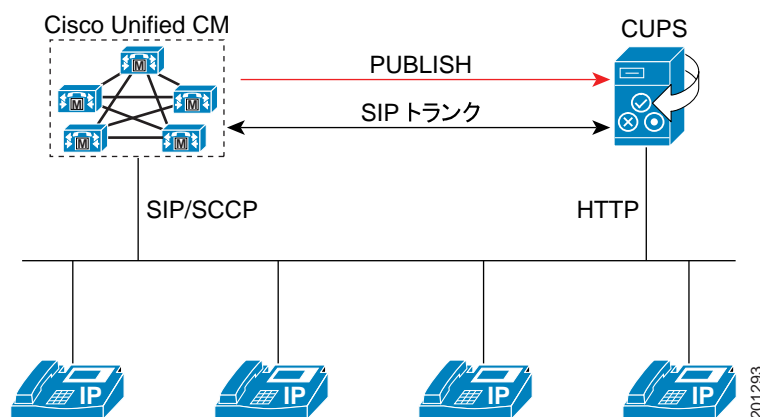 Cisco Unified CM
CUPS
PUBLISH
SIP トランク
M
M
M
M
M
SIP/SCCP
HTTP
IP
IP
IP
IP
201293